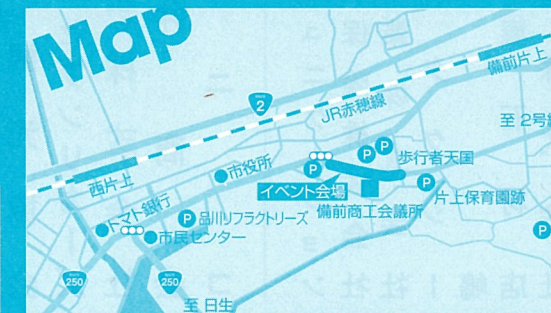 Map
備前片上
2
JR赤穂線
至 2号線
歩行者天国
市役所
P
P
P
西片上
イベント会場
備前商工会議所
P
片上保育園跡
トマト銀行
P 品川リフラクトリーズ
市民センター
P
250
250
至 日生